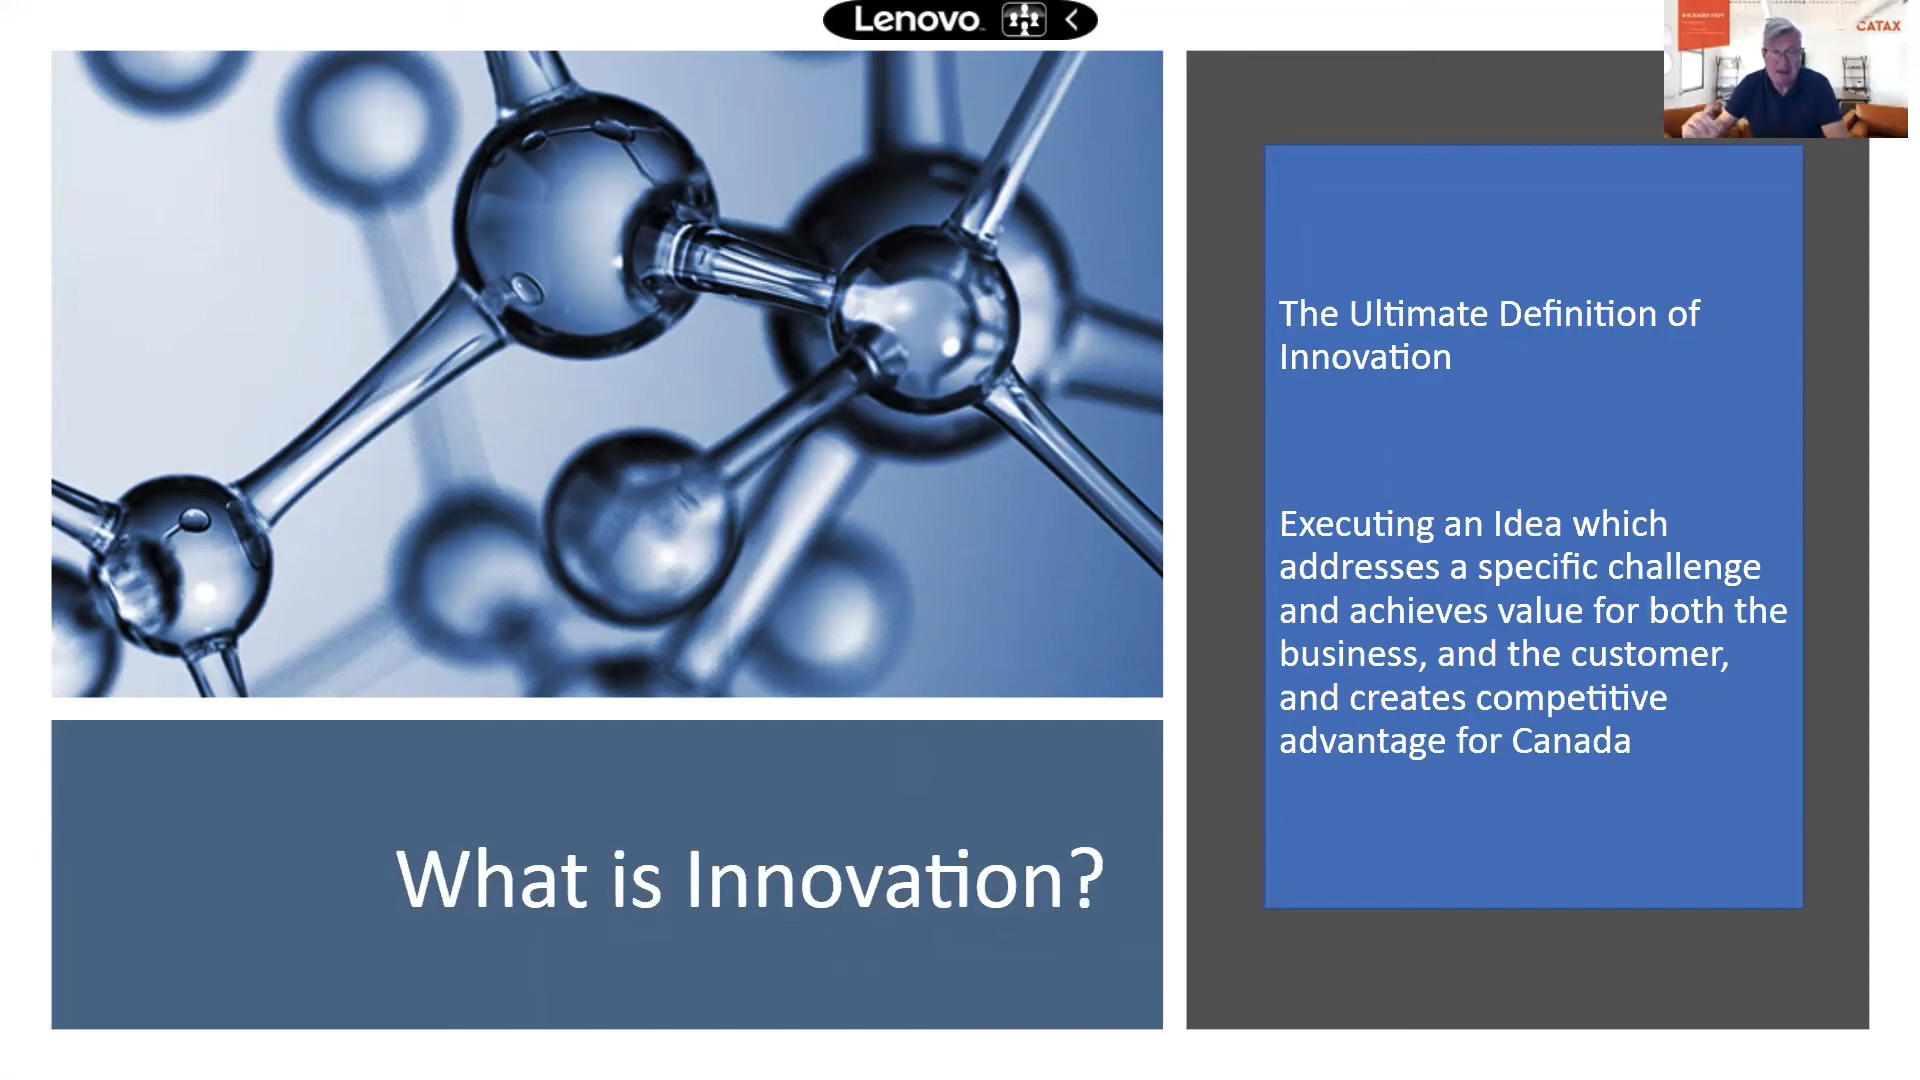 Lenovo
CATAX
The Ultimate Definition of
Innovation
Executing an Idea which
addresses a specific challenge
and achieves value for both the
business, and the customer,
and creates competitive
advantage for Canada
What is Innovation?